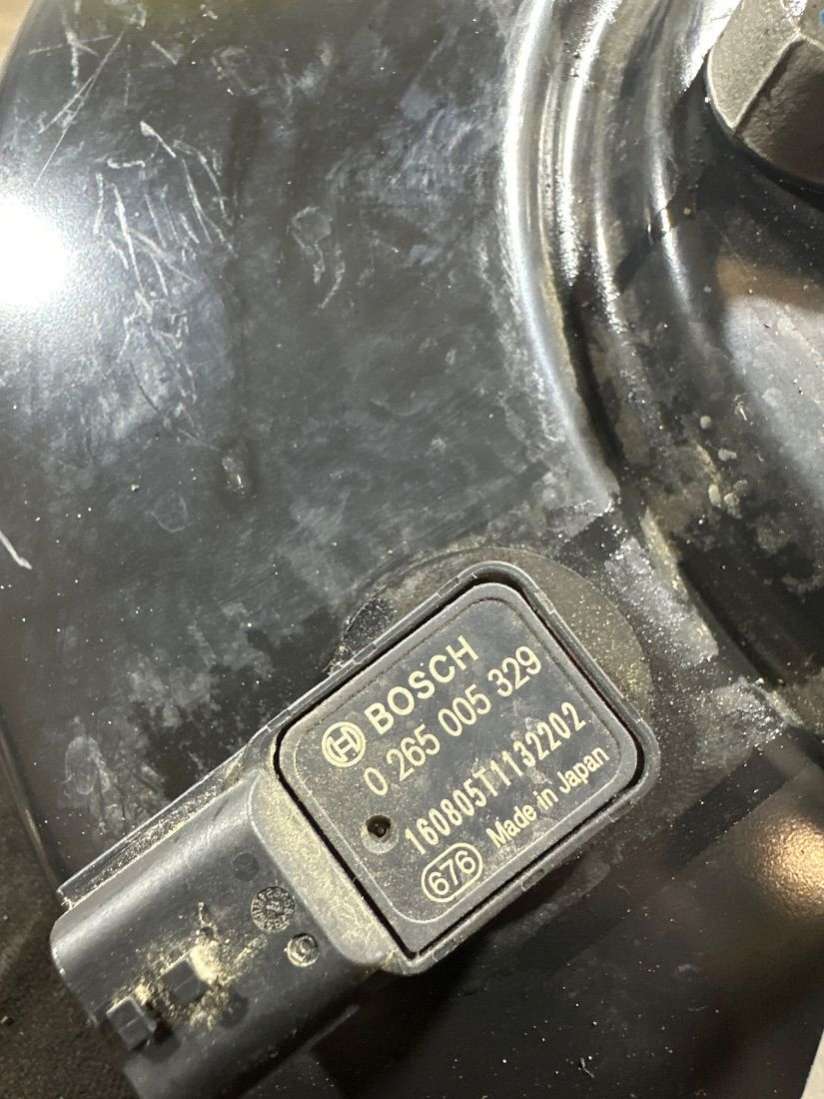 BOSCH
0 265 005 329
160805T1132202
676 Made in Japan